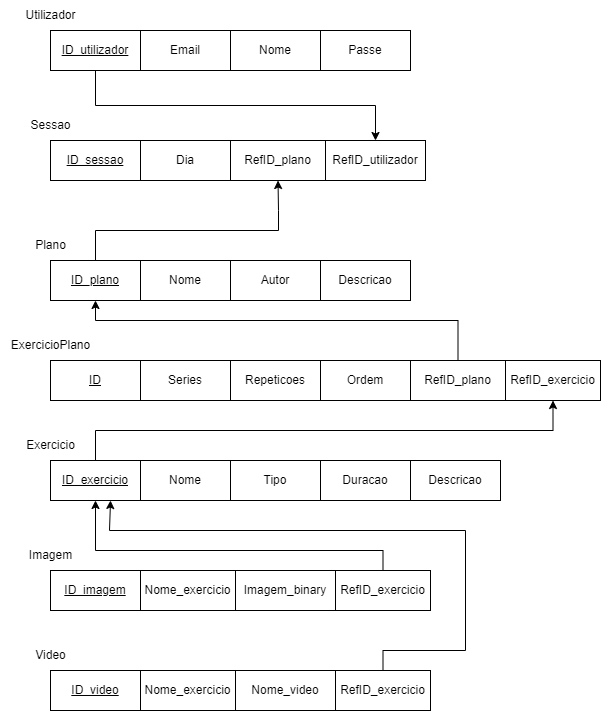 Utilizador
ID_utilizador Email Nome Passe
Sessao
ID_sessao Dia RefID_plano RefID_utilizador
Plano
ID_plano Nome Autor Descricao
ExercicioPlano
ID Series Repeticoes Ordem RefID_plano RefID_exercicio
Exercicio
ID_exercicio Nome Tipo Duracao Descricao
Imagem
ID_imagem Nome_exercicio Imagem_binary RefID_exercicio
Video
ID_video Nome_exercicio Nome_video RefID_exercicio